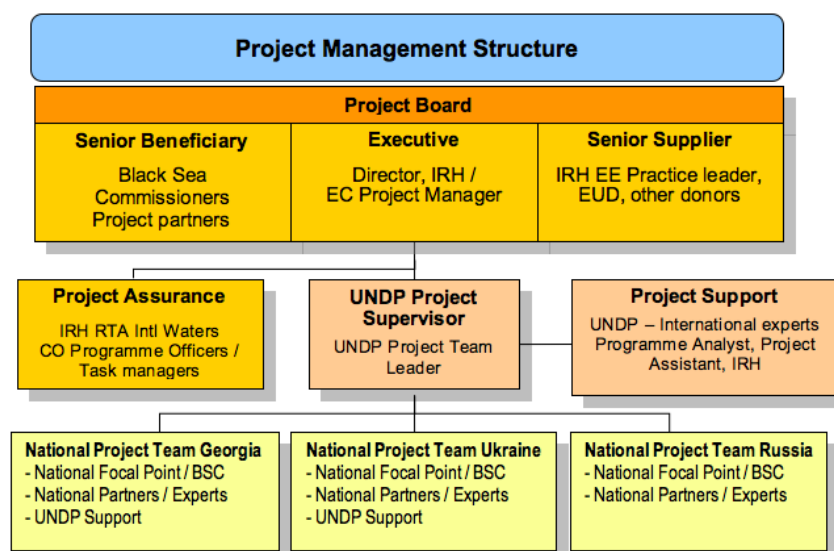 Project Management Structure
Project Board
Senior Beneficiary
Black Sea
Commissioners
Project partners
Executive
Director, IRH /
EC Project Manager
Senior Supplier
IRH EE Practice leader,
EUD, other donors
Project Assurance
IRH RTA Intl Waters
CO Programme Officers /
Task managers
UNDP Project
Supervisor
UNDP Project Team
Leader
Project Support
UNDP – International experts
Programme Analyst, Project
Assistant, IRH
National Project Team Georgia
- National Focal Point / BSC
- National Partners / Experts
- UNDP Support
National Project Team Ukraine
- National Focal Point / BSC
- National Partners / Experts
- UNDP Support
National Project Team Russia
- National Focal Point / BSC
- National Partners / Experts